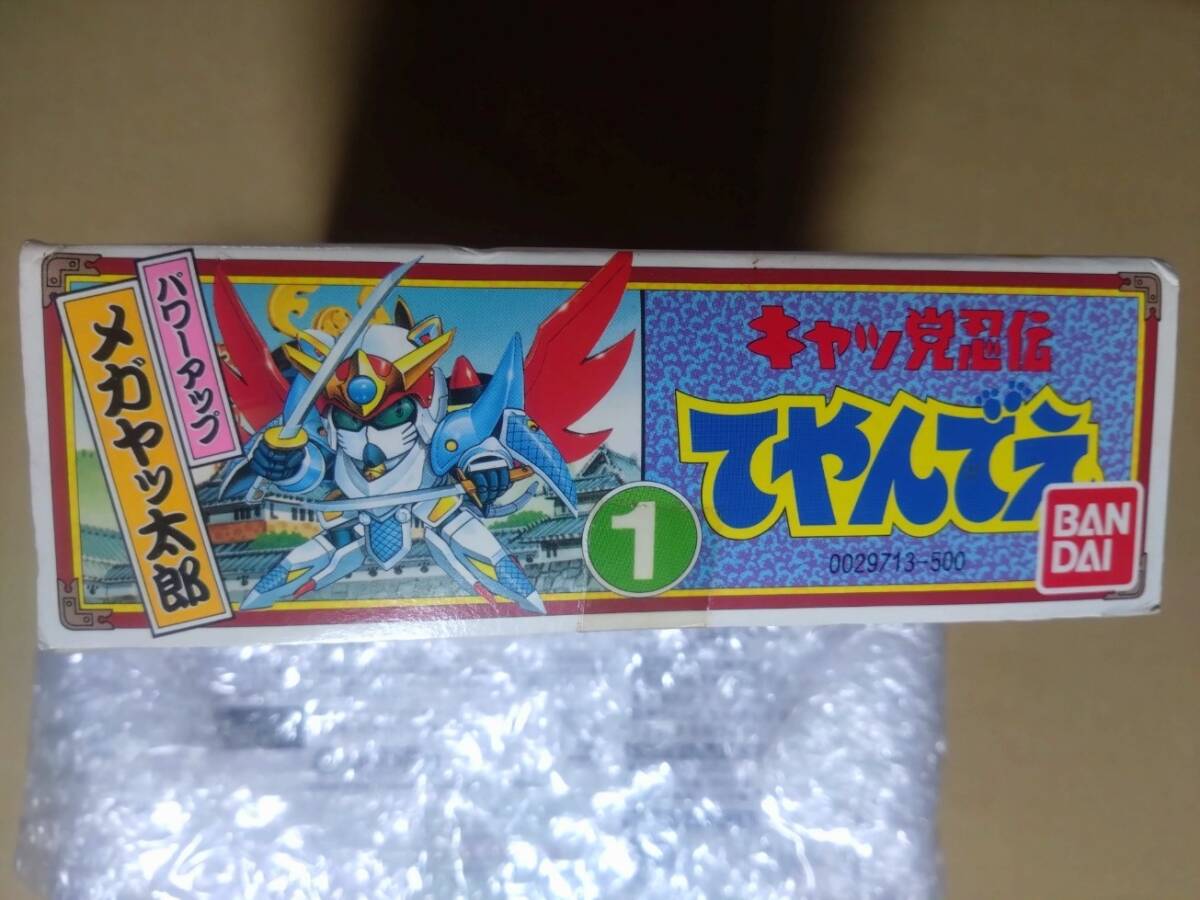 パワーアップ
メガヤッ太郎
1
キャッ党忍伝
てやんでえ
0029713-500
BAN
DAI